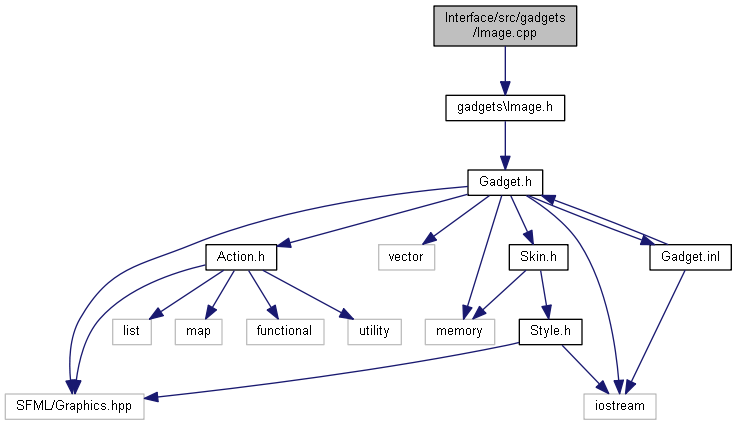 Interface/src/gadgets
/Image.cpp
gadgets\Image.h
Gadget.h
Action.h
vector
Skin.h
Gadget.inl
list
map
functional
utility
memory
Style.h
SFML/Graphics.hpp
iostream